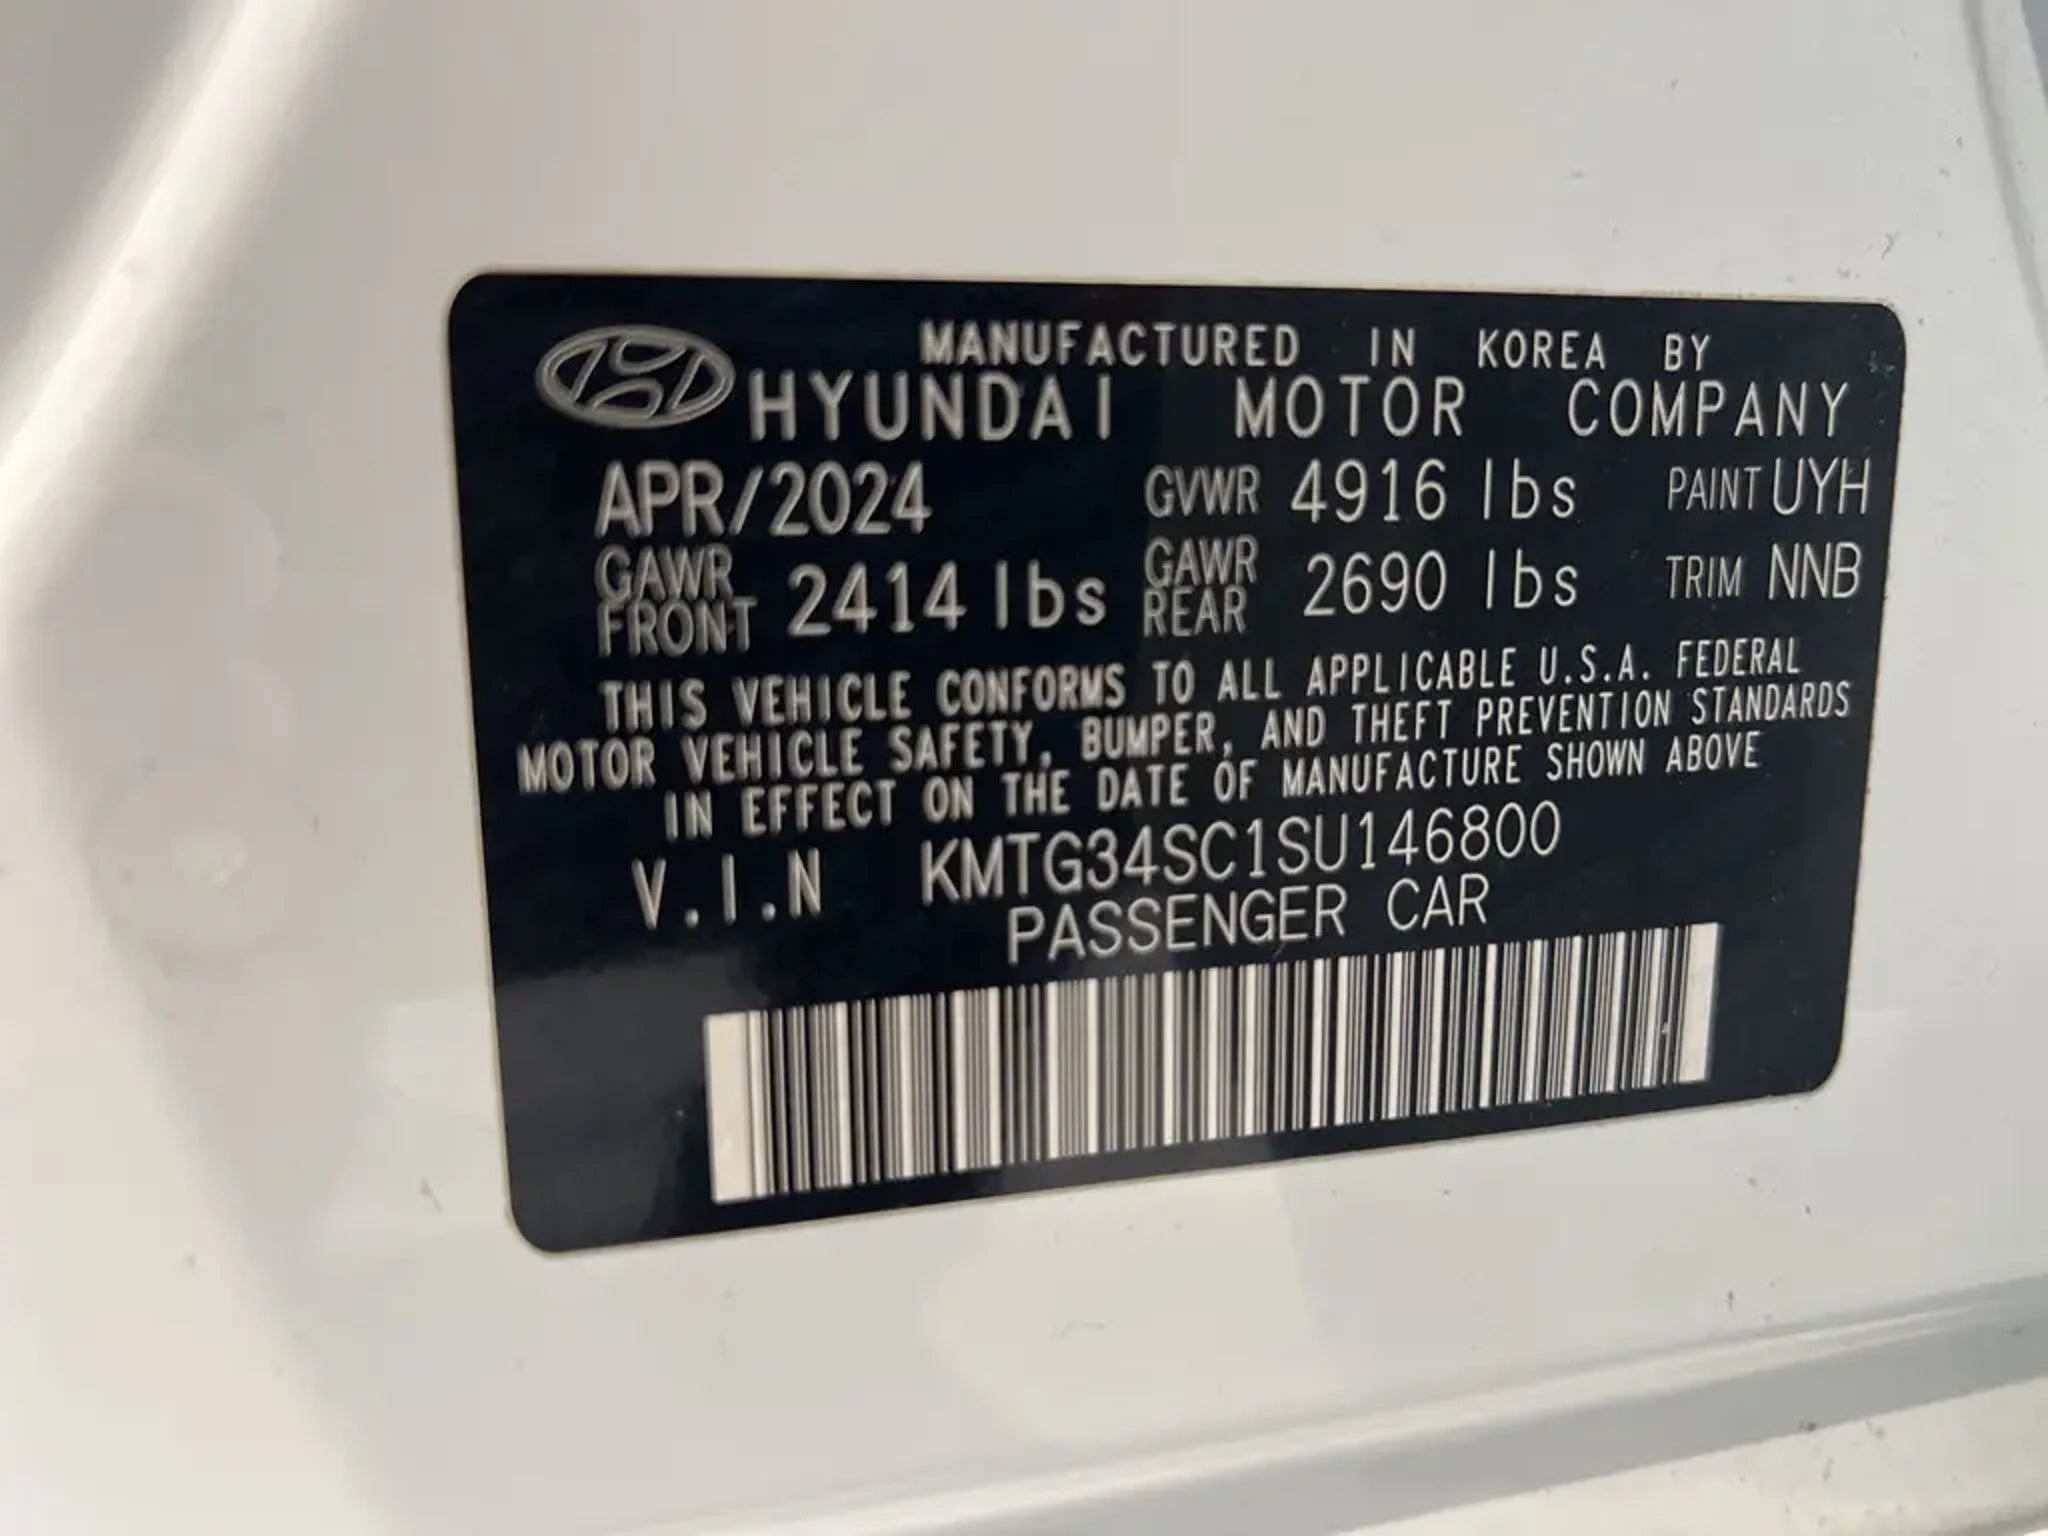 MANUFACTURED IN KOREA BY
HYUNDAI MOTOR COMPANY
APR/2024 GVWR 4916 lbs PAINT UYH
GAWR FRONT 2414 lbs GAWR REAR 2690 lbs TRIM NNB
THIS VEHICLE CONFORMS TO ALL APPLICABLE U.S.A. FEDERAL
MOTOR VEHICLE SAFETY, BUMPER, AND THEFT PREVENTION STANDARDS
IN EFFECT ON THE DATE OF MANUFACTURE SHOWN ABOVE
V.I.N KMTG34SC1SU146800
PASSENGER CAR